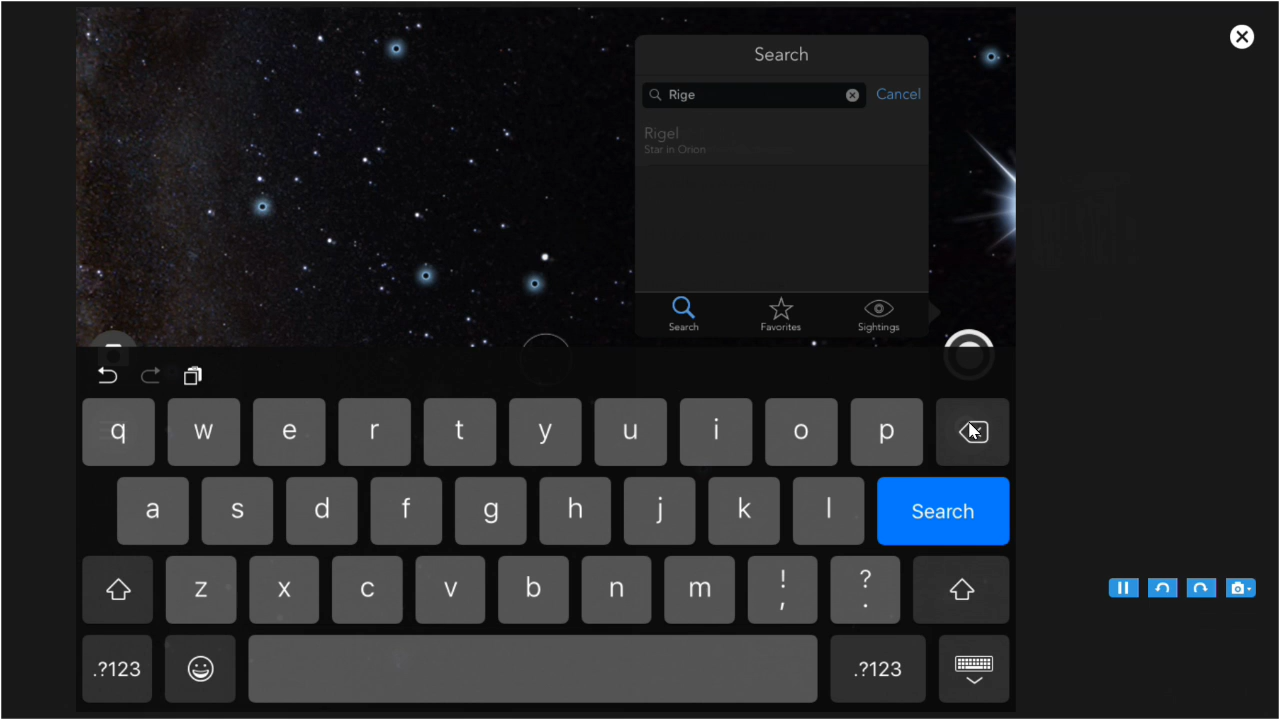 Search
Rige
Cancel
Rigel
Star in Orion
Search
Favorites
Sightings
q w e r t y u i o p
a s d f g h j k l Search
z x c v b n m ! , ? .
.?123 .?123